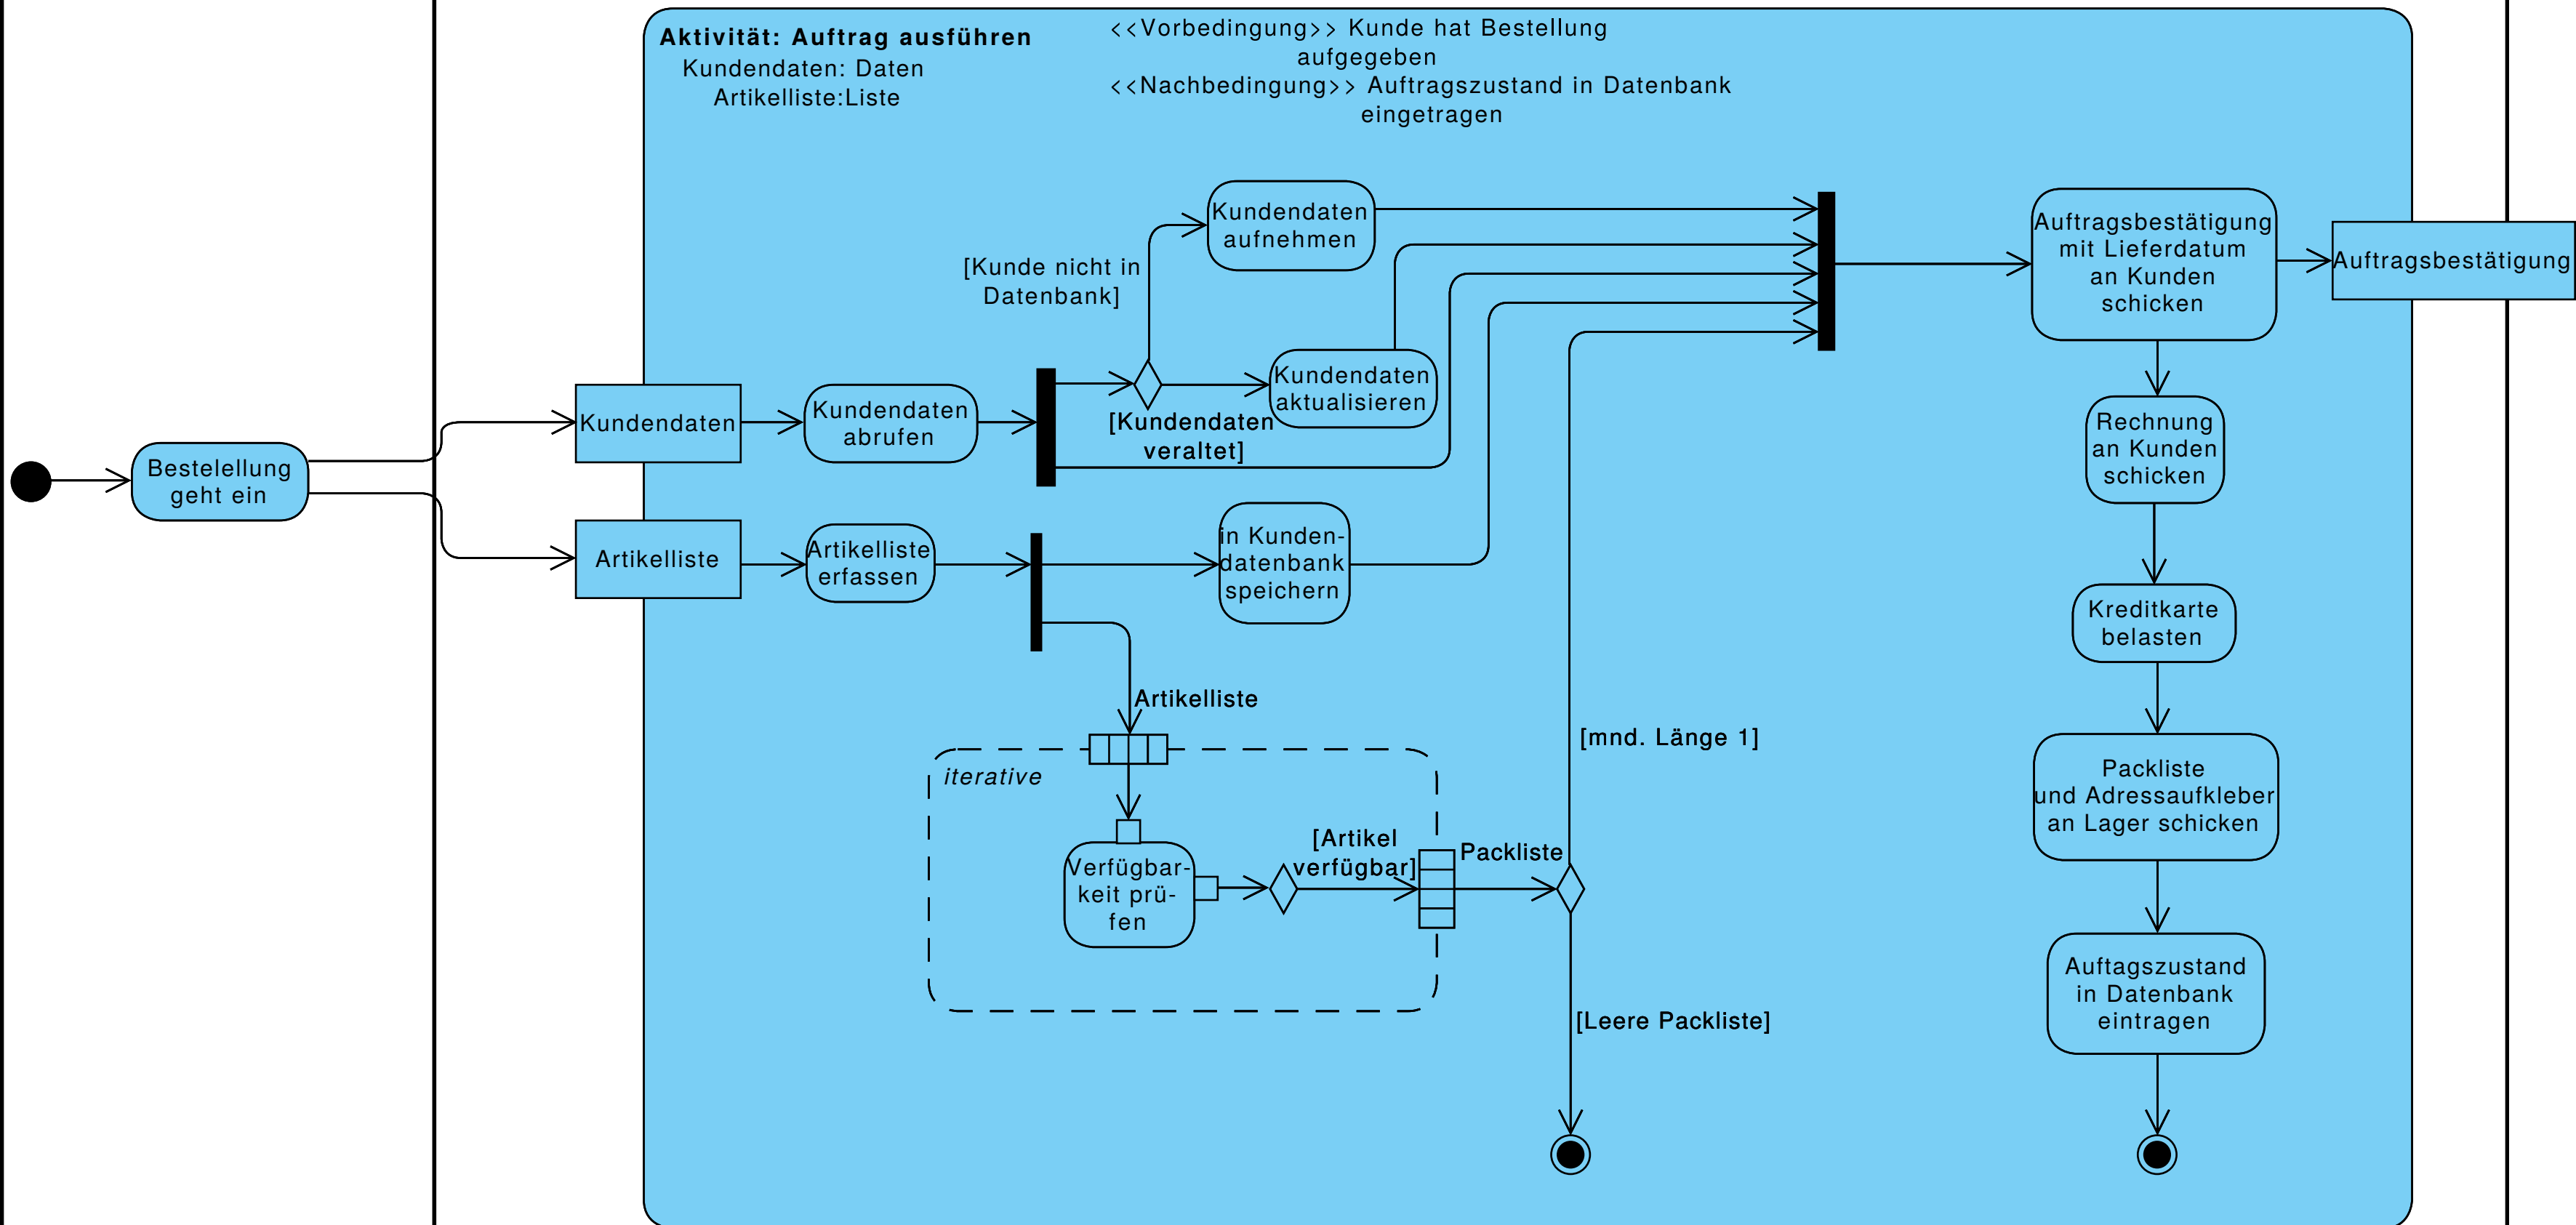 Aktivität: Auftrag ausführen
Kundendaten: Daten
Artikelliste:Liste
<<Vorbedingung>> Kunde hat Bestellung
aufgegeben
<<Nachbedingung>> Auftragszustand in Datenbank
eingetragen
Bestelellung
geht ein
Kundendaten
Artikelliste
Kundendaten
abrufen
Artikelliste
erfassen
[Kunde nicht in
Datenbank]
Kundendaten
aufnehmen
[Kundendaten
veraltet]
Kundendaten
aktualisieren
in Kunden-
datenbank
speichern
Artikelliste
iterative
Verfügbar-
keit prü-
fen
[Artikel
verfügbar]
Packliste
[mnd. Länge 1]
[Leere Packliste]
Auftragsbestätigung
mit Lieferdatum
an Kunden
schicken
Auftragsbestätigung
Rechnung
an Kunden
schicken
Kreditkarte
belasten
Packliste
und Adressaufkleber
an Lager schicken
Auftagszustand
in Datenbank
eintragen